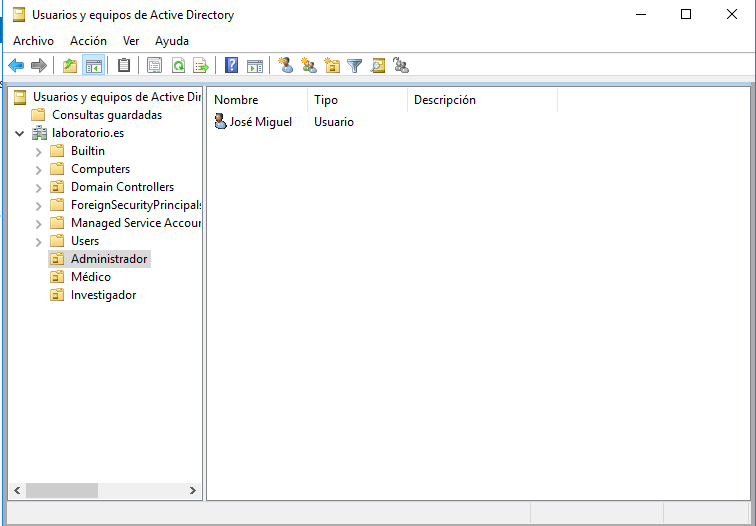 Usuarios y equipos de Active Directory
Archivo Acción Ver Ayuda
Usuarios y equipos de Active Dir
Consultas guardadas
laboratorio.es
Builtin
Computers
Domain Controllers
ForeignSecurityPrincipals
Managed Service Accour
Users
Administrador
Médico
Investigador
Nombre Tipo Descripción
José Miguel Usuario